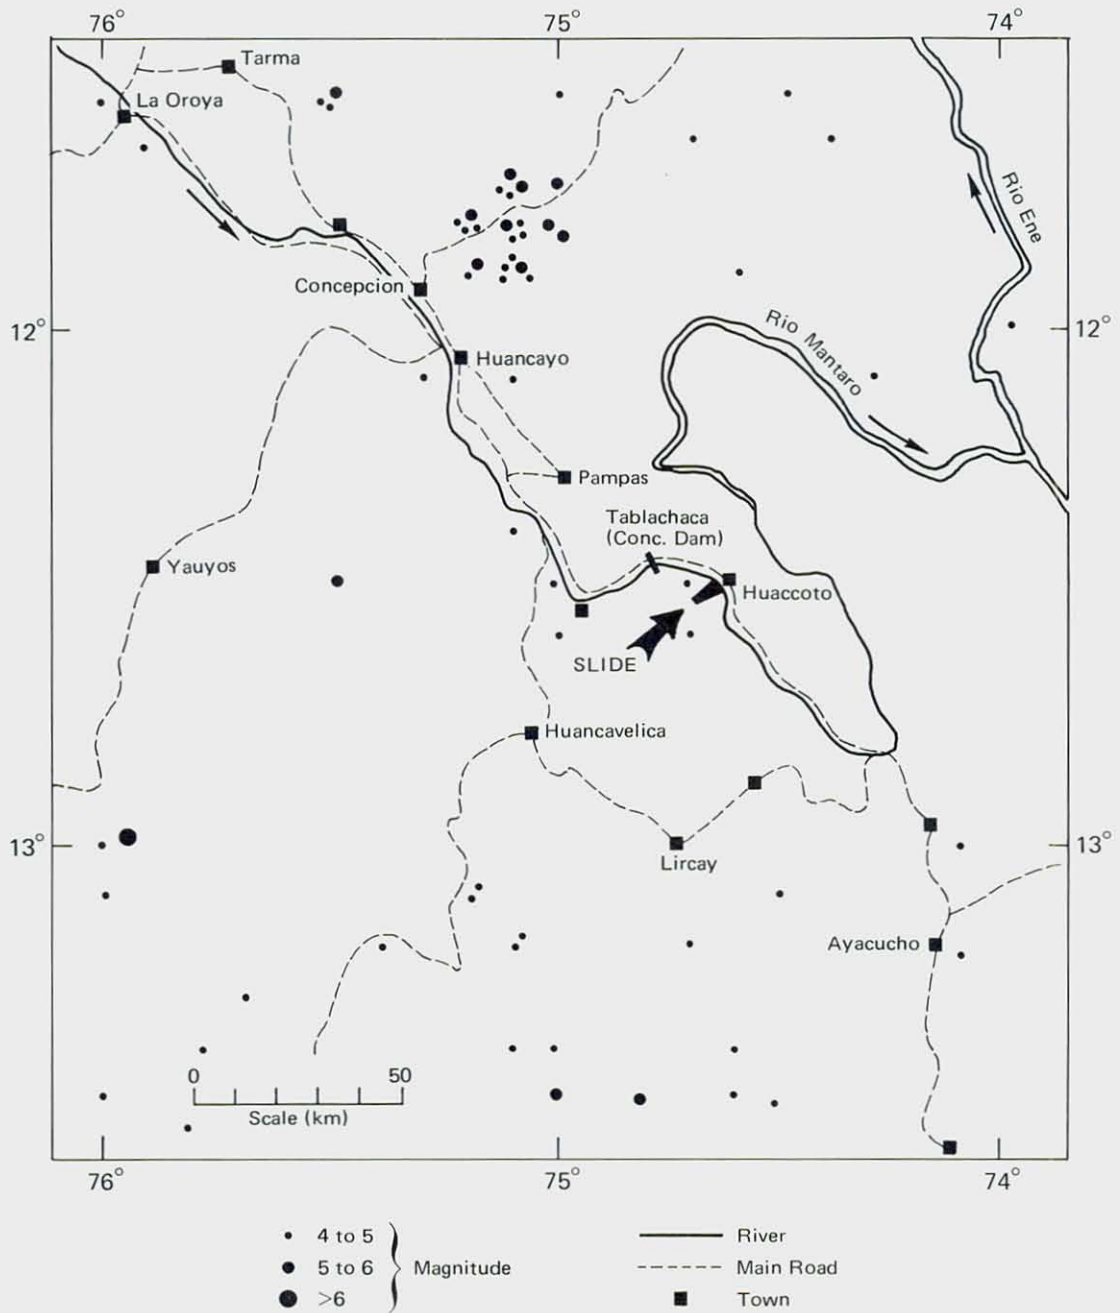 76° 75° 74°
Tarma
La Oroya
Rio Ene
Concepcion
12° 12°
Rio Mantaro
Huancayo
Pampas
Tablachaca
(Conc. Dam)
Yauyos
Huaccoto
SLIDE
Huancavelica
13° 13°
Lircay
Ayacucho
0 50
Scale (km)
76° 75° 74°
4 to 5
5 to 6
>6
Magnitude
River
Main Road
Town